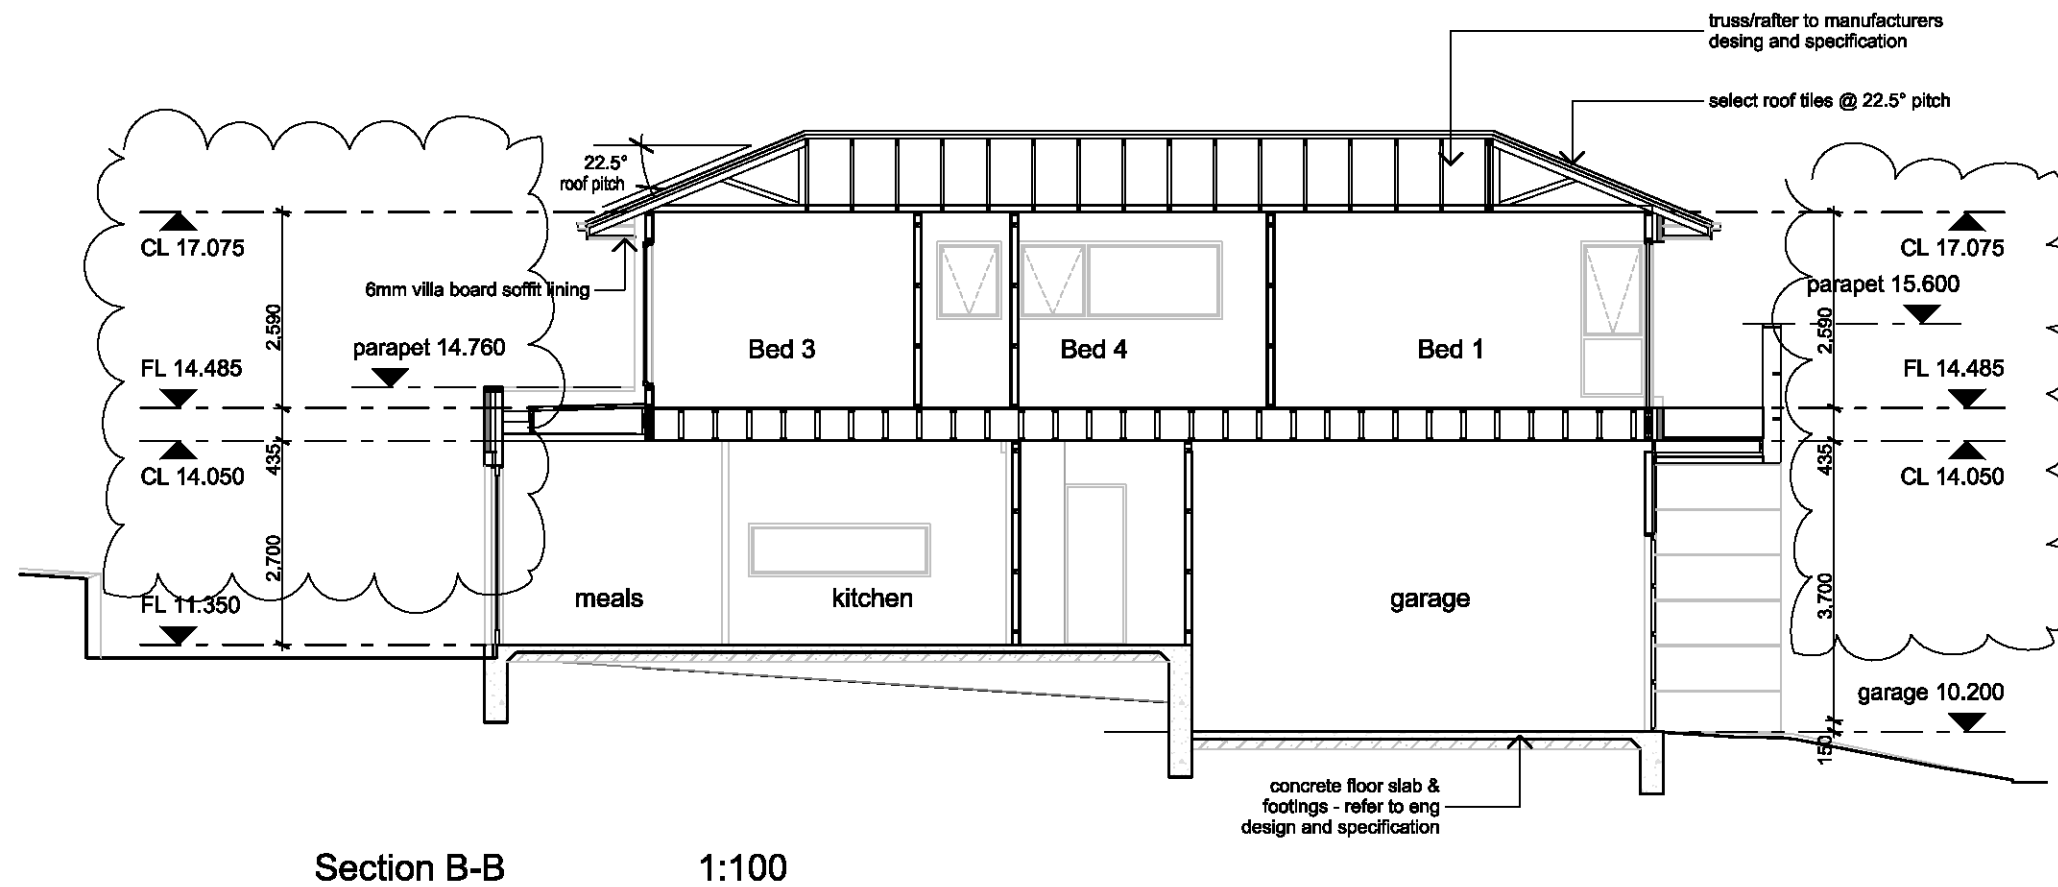 truss/rafter to manufacturers
desing and specification
select roof tiles @ 22.5° pitch
22.5°
roof pitch
CL 17.075
CL 17.075
6mm villa board soffit lining
parapet 15.600
2,590
2,590
parapet 14.760
Bed 3
Bed 4
Bed 1
FL 14.485
FL 14.485
435
435
CL 14.050
CL 14.050
2,700
3,700
FL 11.350
meals
kitchen
garage
garage 10.200
150
concrete floor slab &
footings - refer to eng
design and specification
Section B-B 1:100